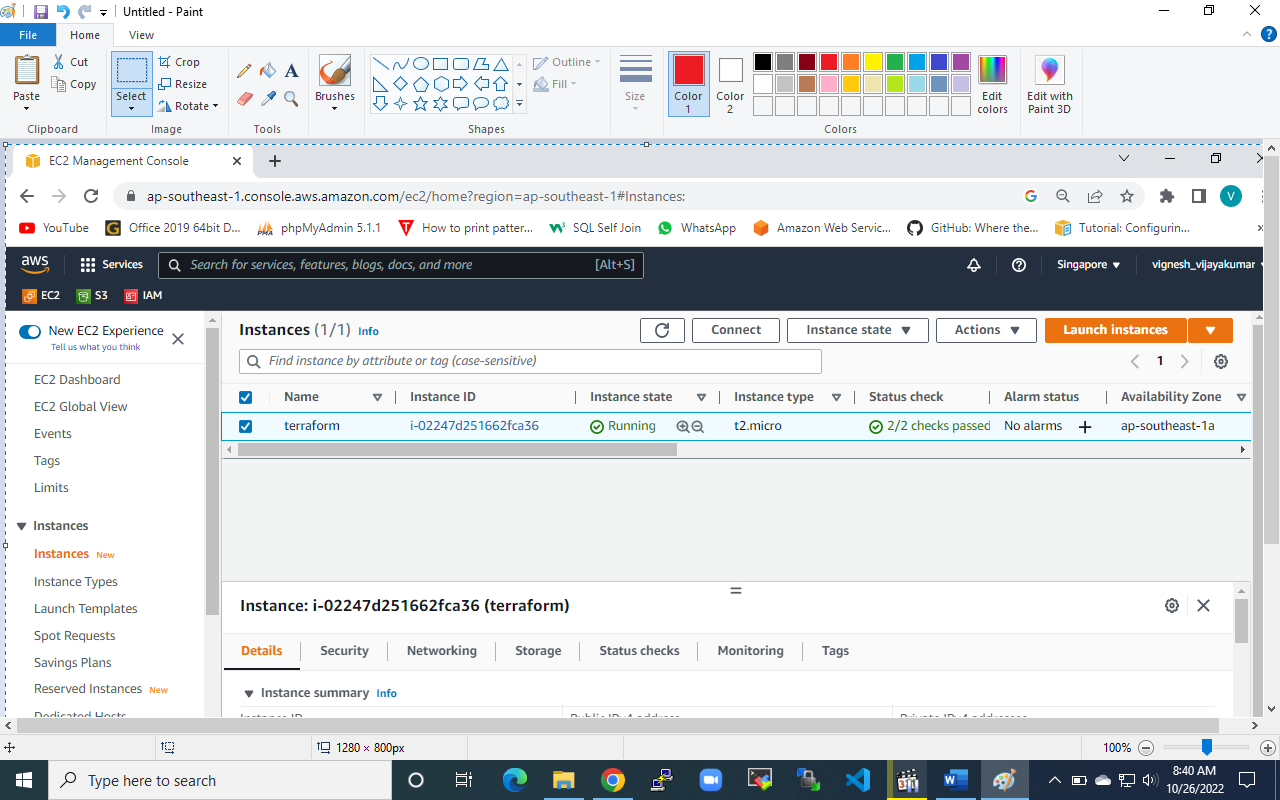 Untitled - Paint
File Home View
Paste
Cut
Copy
Clipboard
Select
Crop
Resize
Rotate
Image
Tools
Brushes
Shapes
Outline
Fill
Size
Color 1
Color 2
Colors
Edit colors
Edit with Paint 3D
EC2 Management Console
ap-southeast-1.console.aws.amazon.com/ec2/home?region=ap-southeast-1#Instances:
V
YouTube Office 2019 64bit D... phpMyAdmin 5.1.1 How to print patter... SQL Self Join WhatsApp Amazon Web Servic... GitHub: Where the... Tutorial: Configurin...
aws Services Search for services, features, blogs, docs, and more [Alt+S] Singapore vignesh_vijayakumar
EC2 S3 IAM
New EC2 Experience
Tell us what you think
EC2 Dashboard
EC2 Global View
Events
Tags
Limits
Instances
Instances New
Instance Types
Launch Templates
Spot Requests
Savings Plans
Reserved Instances New
Dedicated Hosts
Instances (1/1) Info Connect Instance state Actions Launch instances
Find instance by attribute or tag (case-sensitive) 1
Name Instance ID Instance state Instance type Status check Alarm status Availability Zone
terraform i-02247d251662fca36 Running t2.micro 2/2 checks passed No alarms ap-southeast-1a
Instance: i-02247d251662fca36 (terraform)
Details Security Networking Storage Status checks Monitoring Tags
Instance summary Info
Instance ID Public IPv4 address Private IPv4 addresses
1280 × 800px 100%
Type here to search
8:40 AM
10/26/2022